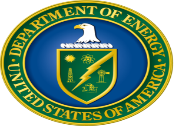 DEPARTMENT OF ENERGY
UNITED STATES OF AMERICA